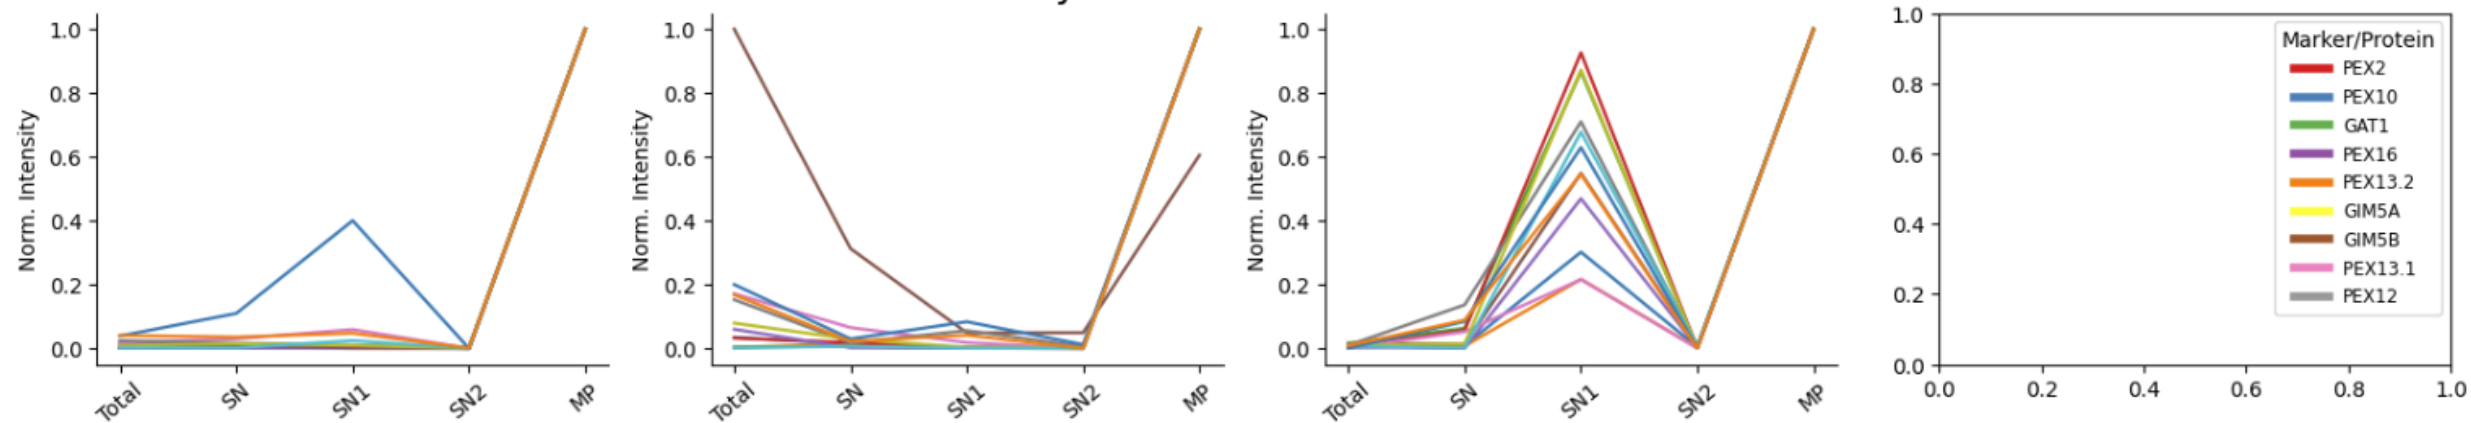 Norm. Intensity
1.0
0.8
0.6
0.4
0.2
0.0
Total SN SN1 SN2 MP
Norm. Intensity
1.0
0.8
0.6
0.4
0.2
0.0
Total SN SN1 SN2 MP
Norm. Intensity
1.0
0.8
0.6
0.4
0.2
0.0
Total SN SN1 SN2 MP
1.0
0.8
0.6
0.4
0.2
0.0
0.0 0.2 0.4 0.6 0.8 1.0
Marker/Protein
PEX2
PEX10
GAT1
PEX16
PEX13.2
GIM5A
GIM5B
PEX13.1
PEX12